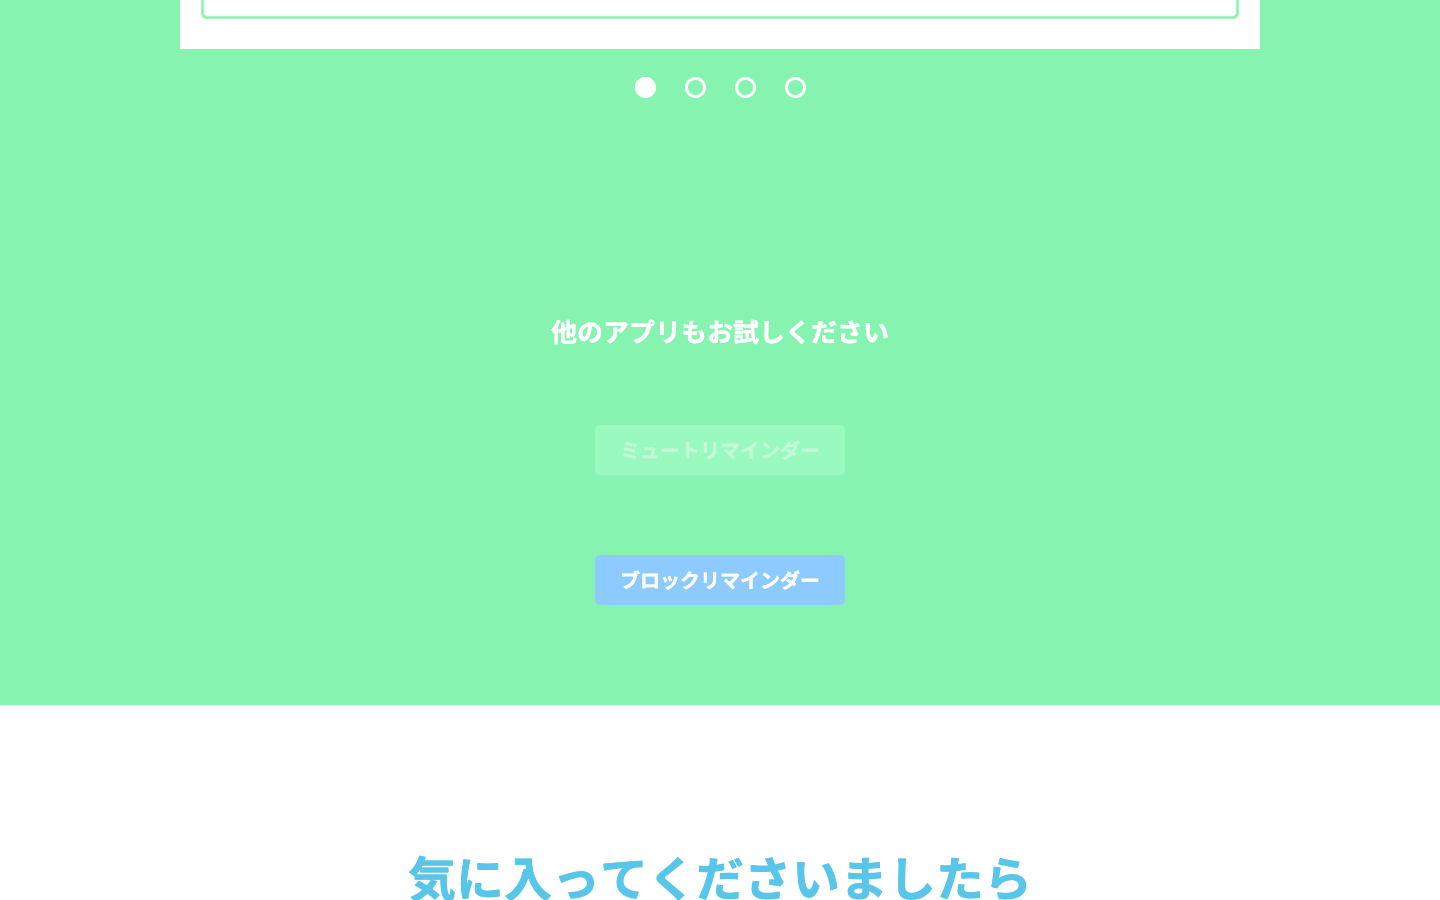 他のアプリもお試しください
ミュートリマインダー
ブロックリマインダー
気に入ってくださいましたら